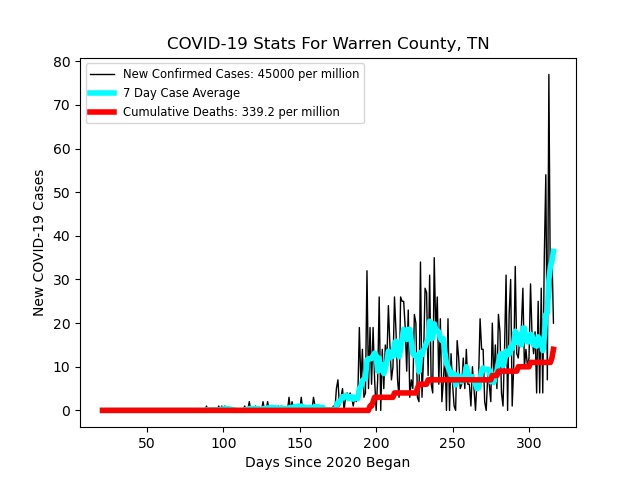 COVID-19 Stats For Warren County, TN
New Confirmed Cases: 45000 per million
7 Day Case Average
Cumulative Deaths: 339.2 per million
New COVID-19 Cases
80
70
60
50
40
30
20
10
0
50 100 150 200 250 300
Days Since 2020 Began